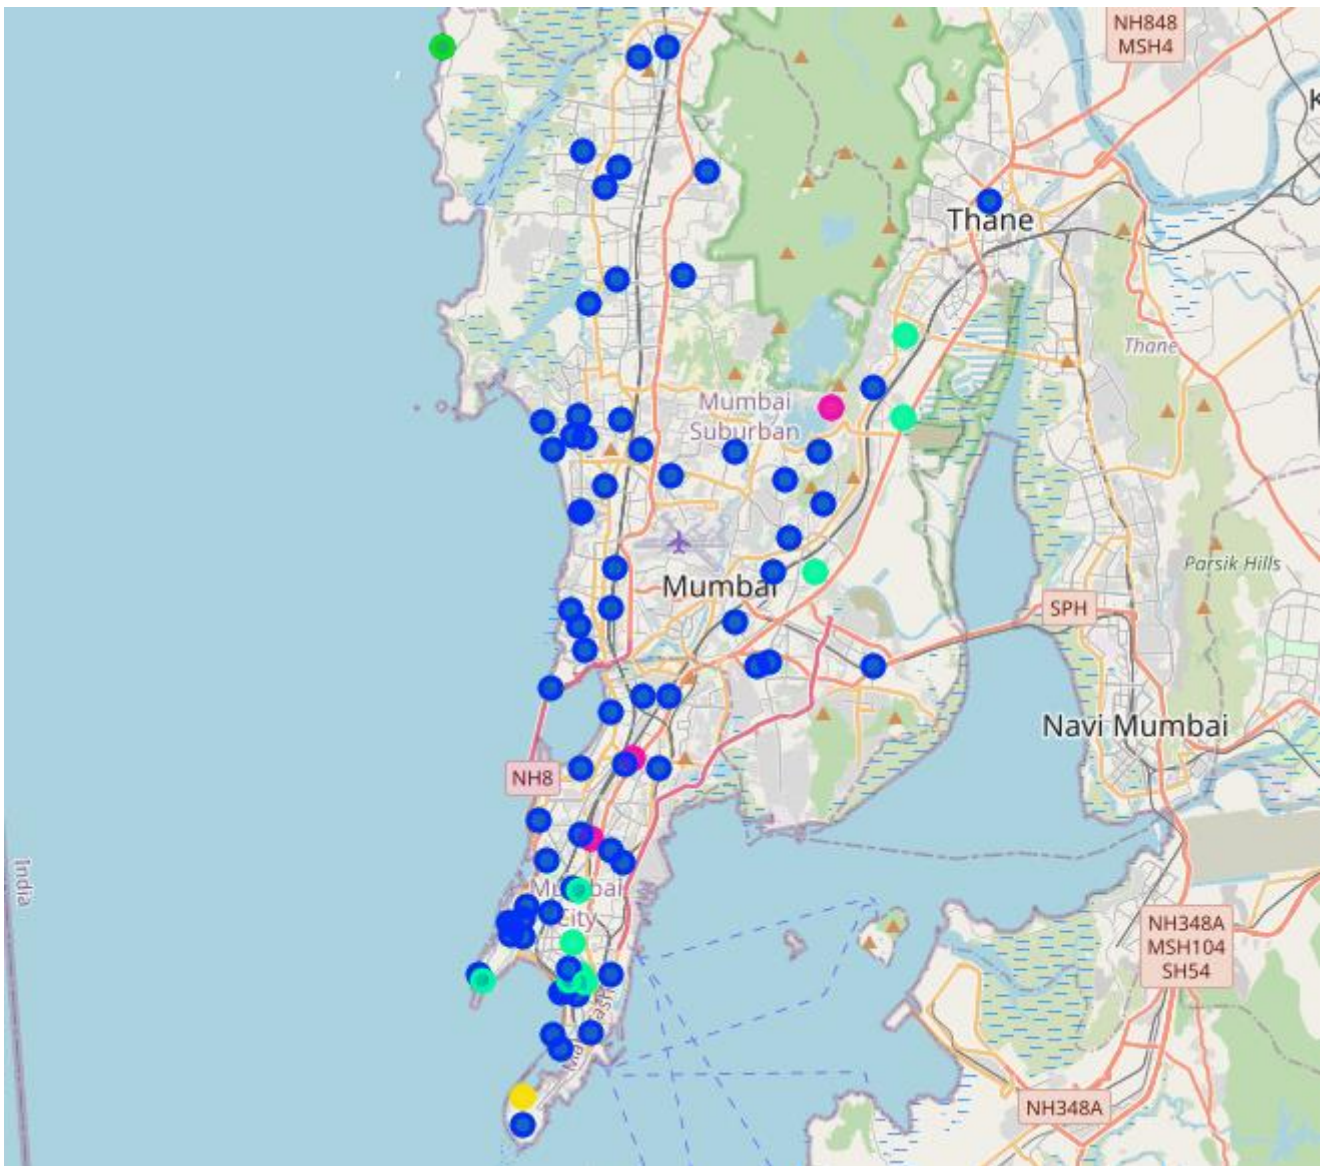 NH848
MSH4
K
Thane
Thane
Mumbai
Suburban
Parsik Hills
Mumbai
SPH
Navi Mumbai
NH8
India
City
NH348A
MSH104
SH54
NH348A